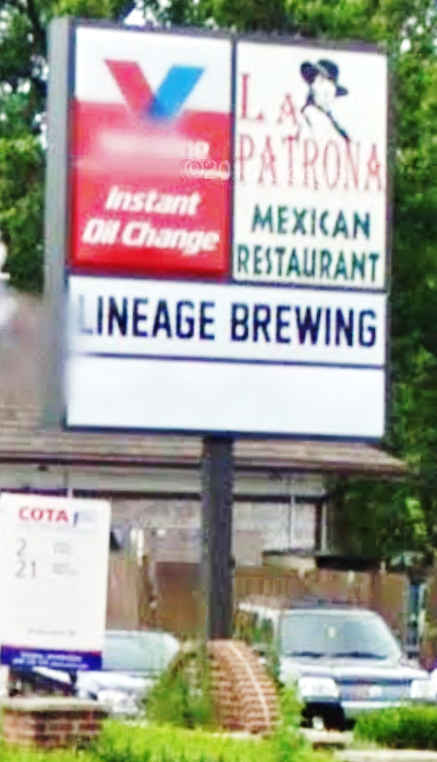 Instant
Oil Change
LA
PATRONA
MEXICAN
RESTAURANT
LINEAGE BREWING
COTA
2
21